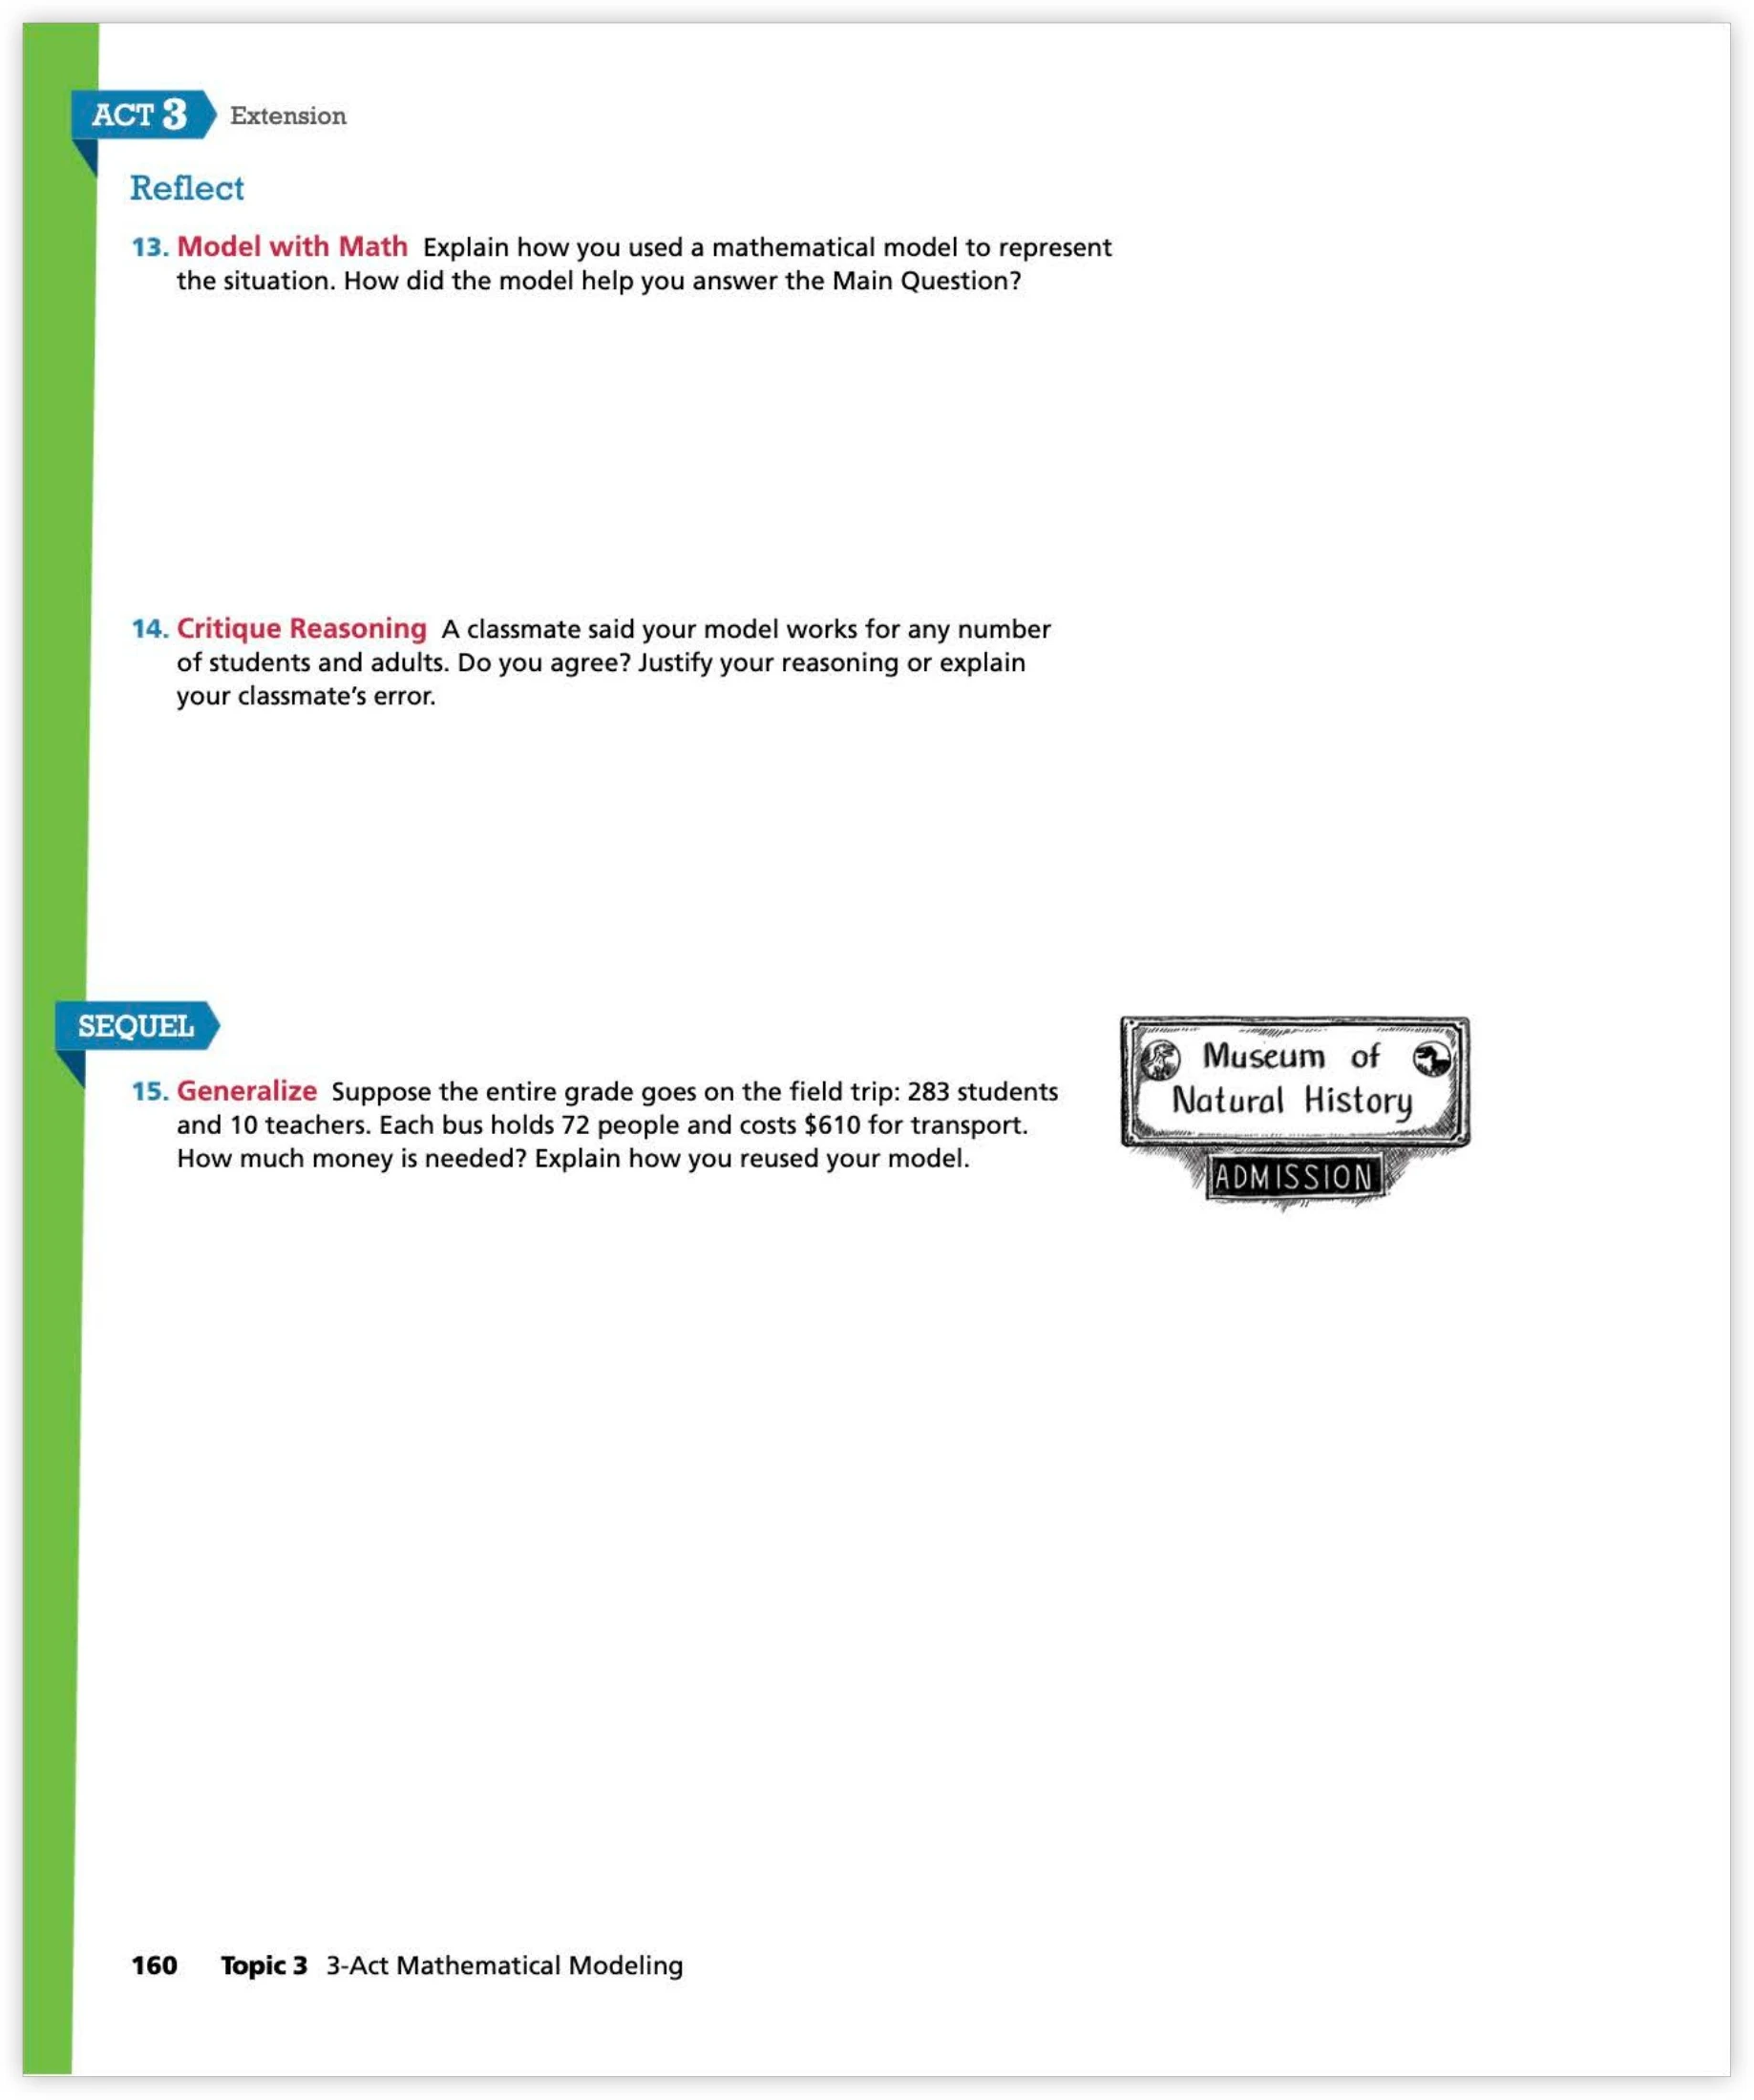 ACT 3 Extension
Reflect
13. Model with Math Explain how you used a mathematical model to represent
the situation. How did the model help you answer the Main Question?
14. Critique Reasoning A classmate said your model works for any number
of students and adults. Do you agree? Justify your reasoning or explain
your classmate’s error.
SEQUEL
15. Generalize Suppose the entire grade goes on the field trip: 283 students
and 10 teachers. Each bus holds 72 people and costs $610 for transport.
How much money is needed? Explain how you reused your model.
Museum of
Natural History
ADMISSION
160 Topic 3 3-Act Mathematical Modeling